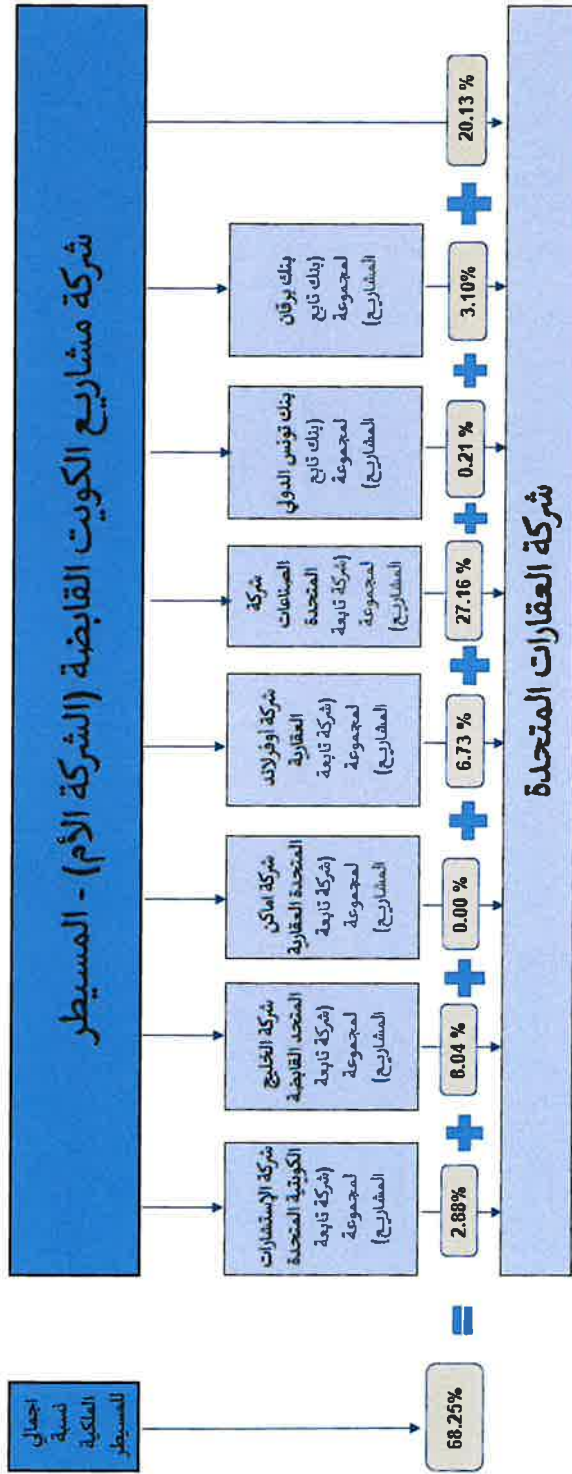 شركة مشاريع الكويت القابضة (الشركة الأم) - المسيطر
اجمالي
نسبة
الملكية
للمسيطر
بنك برقان
(بنك تابع
لمجموعة
المشاريع)
بنك تونس الدولي
(بنك تابع
لمجموعة
المشاريع)
شركة
الصناعات
المتحدة
(شركة تابعة
لمجموعة
المشاريع)
شركة أوفرلاند
العقارية
(شركة تابعة
لمجموعة
المشاريع)
شركة اماكن
المتحدة العقارية
(شركة تابعة
لمجموعة
المشاريع)
شركة الخليج
المتحد القابضة
(شركة تابعة
لمجموعة
المشاريع)
شركة الإستشارات
الكويتية المتحدة
(شركة تابعة
لمجموعة
المشاريع)
20.13 % + 3.10% + 0.21 % + 27.16 % + 6.73 % + 0.00 % + 8.04 % + 2.88% = 68.25%
شركة العقارات المتحدة